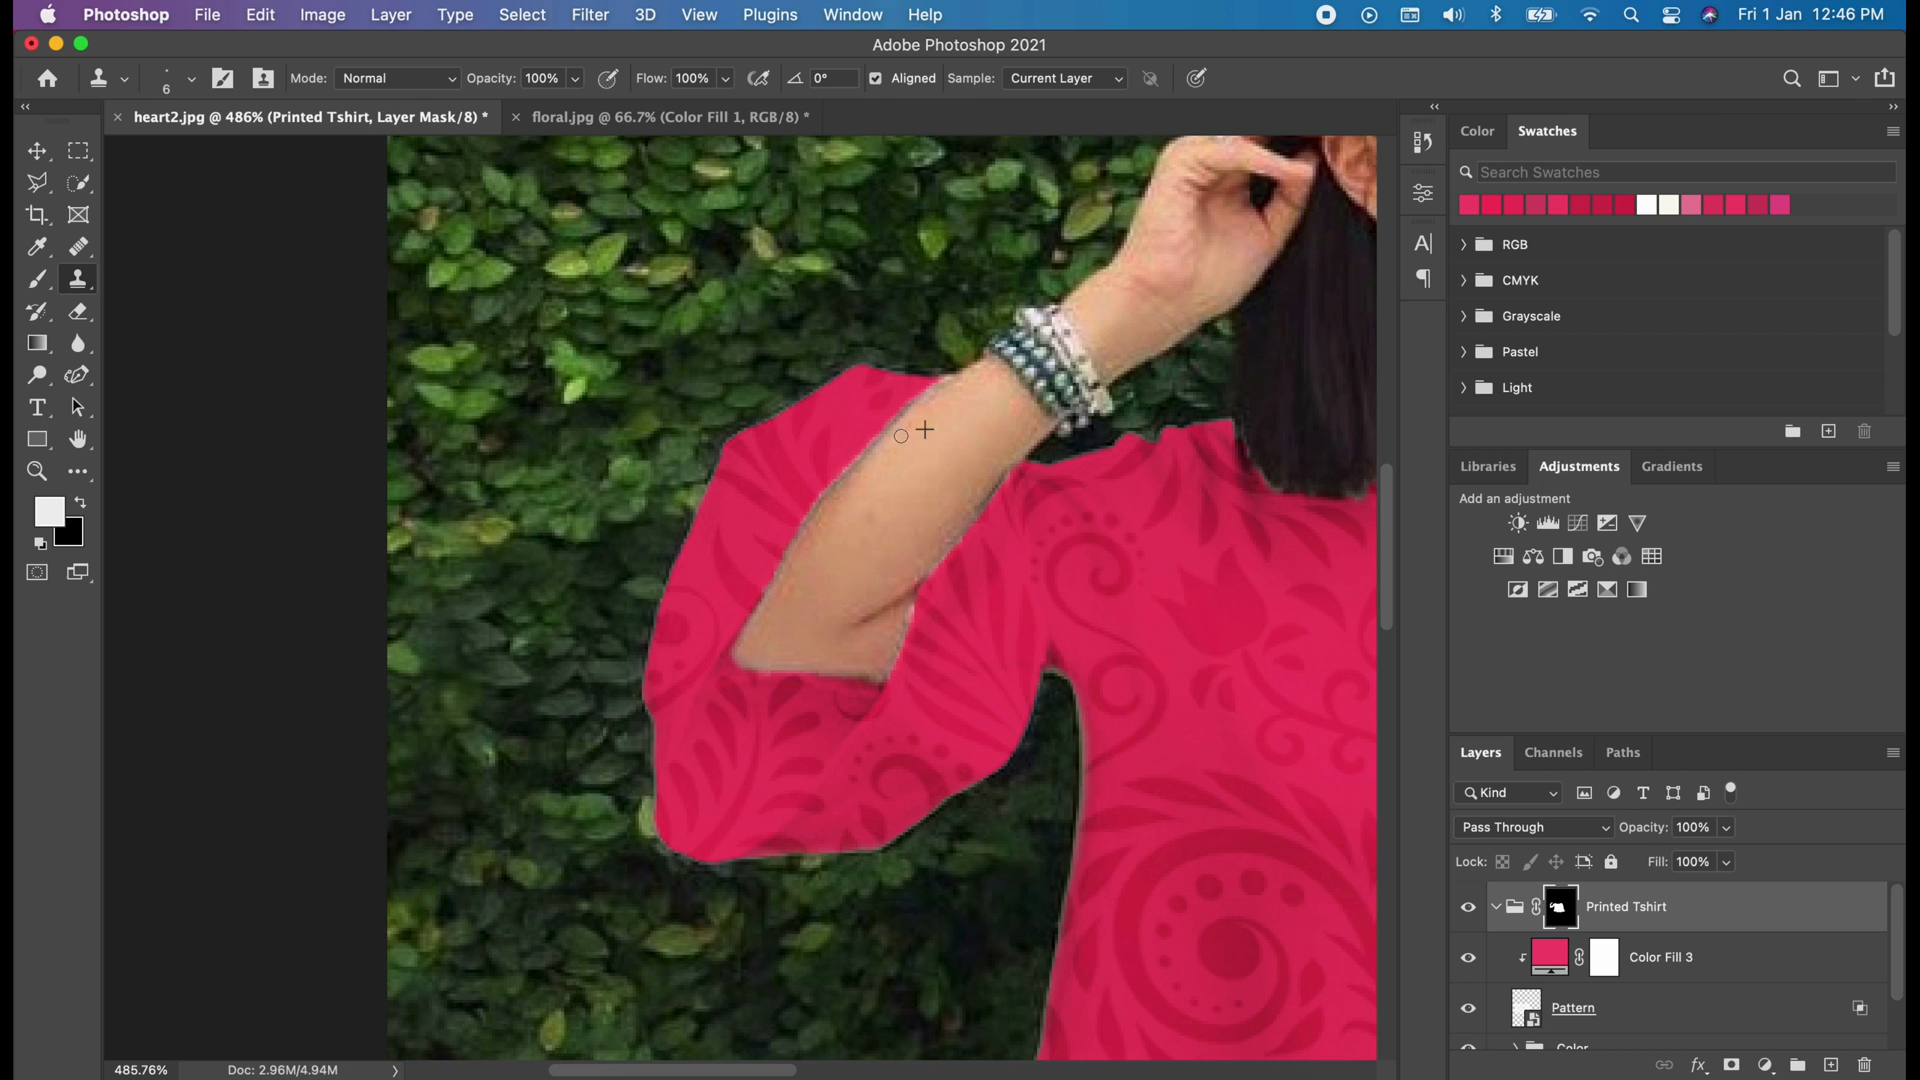 Photoshop File Edit Image Layer Type Select Filter 3D View Plugins Window Help Fri 1 Jan 12:46 PM
Adobe Photoshop 2021
6 Mode: Normal Opacity: 100% Flow: 100% 0° Aligned Sample: Current Layer
heart2.jpg @ 486% (Printed Tshirt, Layer Mask/8) * floral.jpg @ 66.7% (Color Fill 1, RGB/8) *
Color Swatches
Search Swatches
RGB
CMYK
Grayscale
Pastel
Light
Libraries Adjustments Gradients
Add an adjustment
Layers Channels Paths
Kind
Pass Through Opacity: 100%
Lock: Fill: 100%
Printed Tshirt
Color Fill 3
Pattern
Color
485.76% Doc: 2.96M/4.94M